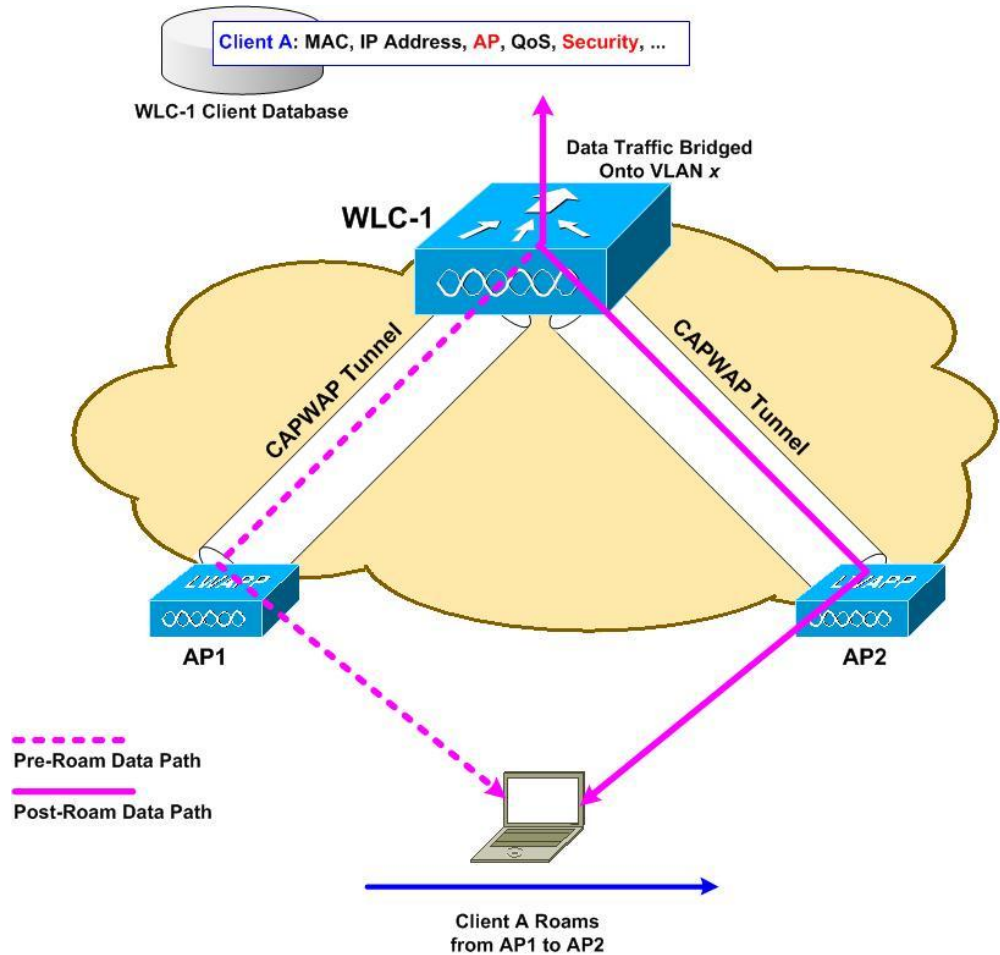 Client A: MAC, IP Address, AP, QoS, Security, ...
WLC-1 Client Database
Data Traffic Bridged
Onto VLAN x
WLC-1
CAPWAP Tunnel
CAPWAP Tunnel
LWAPP
LWAPP
AP1
AP2
Pre-Roam Data Path
Post-Roam Data Path
Client A Roams
from AP1 to AP2